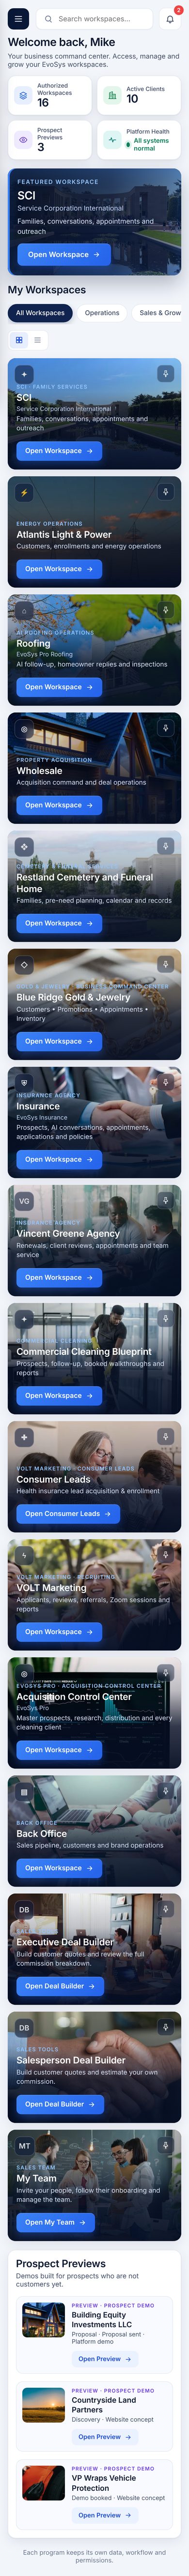 2
Search workspaces...
Welcome back, Mike
Your business command center. Access, manage and
grow your EvoSys workspaces.
Authorized
Workspaces
16
Active Clients
10
Prospect
Previews
3
Platform Health
All systems
normal
FEATURED WORKSPACE
SCI
Service Corporation International
Families, conversations, appointments and
outreach
Open Workspace →
My Workspaces
All Workspaces
Operations
Sales & Grow
SCI · FAMILY SERVICES
SCI
Service Corporation International
Families, conversations, appointments and
outreach
Open Workspace →
ENERGY OPERATIONS
Atlantis Light & Power
Customers, enrollments and energy operations
Open Workspace →
AI ROOFING OPERATIONS
Roofing
EvoSys Pro Roofing
AI follow-up, homeowner replies and inspections
Open Workspace →
PROPERTY ACQUISITION
Wholesale
Acquisition command and deal operations
Open Workspace →
Restland Cemetery and Funeral
Home
Families, pre-need planning, calendar and records
Open Workspace →
Blue Ridge Gold & Jewelry
Customers • Promotions • Appointments •
Inventory
Open Workspace →
INSURANCE AGENCY
Insurance
EvoSys Insurance
Prospects, AI conversations, appointments,
applications and policies
Open Workspace →
VG
INSURANCE AGENCY
Vincent Greene Agency
Renewals, client reviews, appointments and team
service
Open Workspace →
COMMERCIAL CLEANING
Commercial Cleaning Blueprint
Prospects, follow-up, booked walkthroughs and
reports
Open Workspace →
VOLT MARKETING · CONSUMER LEADS
Consumer Leads
Health insurance lead acquisition & enrollment
Open Consumer Leads →
VOLT MARKETING · RECRUITING
VOLT Marketing
Applicants, reviews, referrals, Zoom sessions and
reports
Open Workspace →
EVOSYS PRO · ACQUISITION CONTROL CENTER
Acquisition Control Center
EvoSys Pro
Master prospects, research, distribution and every
cleaning client
Open Workspace →
BACK OFFICE
Back Office
Sales pipeline, customers and brand operations
Open Workspace →
DB
Executive Deal Builder
Build customer quotes and review the full
commission breakdown.
Open Deal Builder →
DB
SALES TOOLS
Salesperson Deal Builder
Build customer quotes and estimate your own
commission.
Open Deal Builder →
MT
SALES TEAM
My Team
Invite your people, follow their onboarding and
manage the team.
Open My Team →
Prospect Previews
Demos built for prospects who are not
customers yet.
PREVIEW · PROSPECT DEMO
Building Equity
Investments LLC
Proposal · Proposal sent ·
Platform demo
Open Preview →
PREVIEW · PROSPECT DEMO
Countryside Land
Partners
Discovery · Website concept
Open Preview →
PREVIEW · PROSPECT DEMO
VP Wraps Vehicle
Protection
Demo booked · Website concept
Open Preview →
Each program keeps its own data, workflow and
permissions.